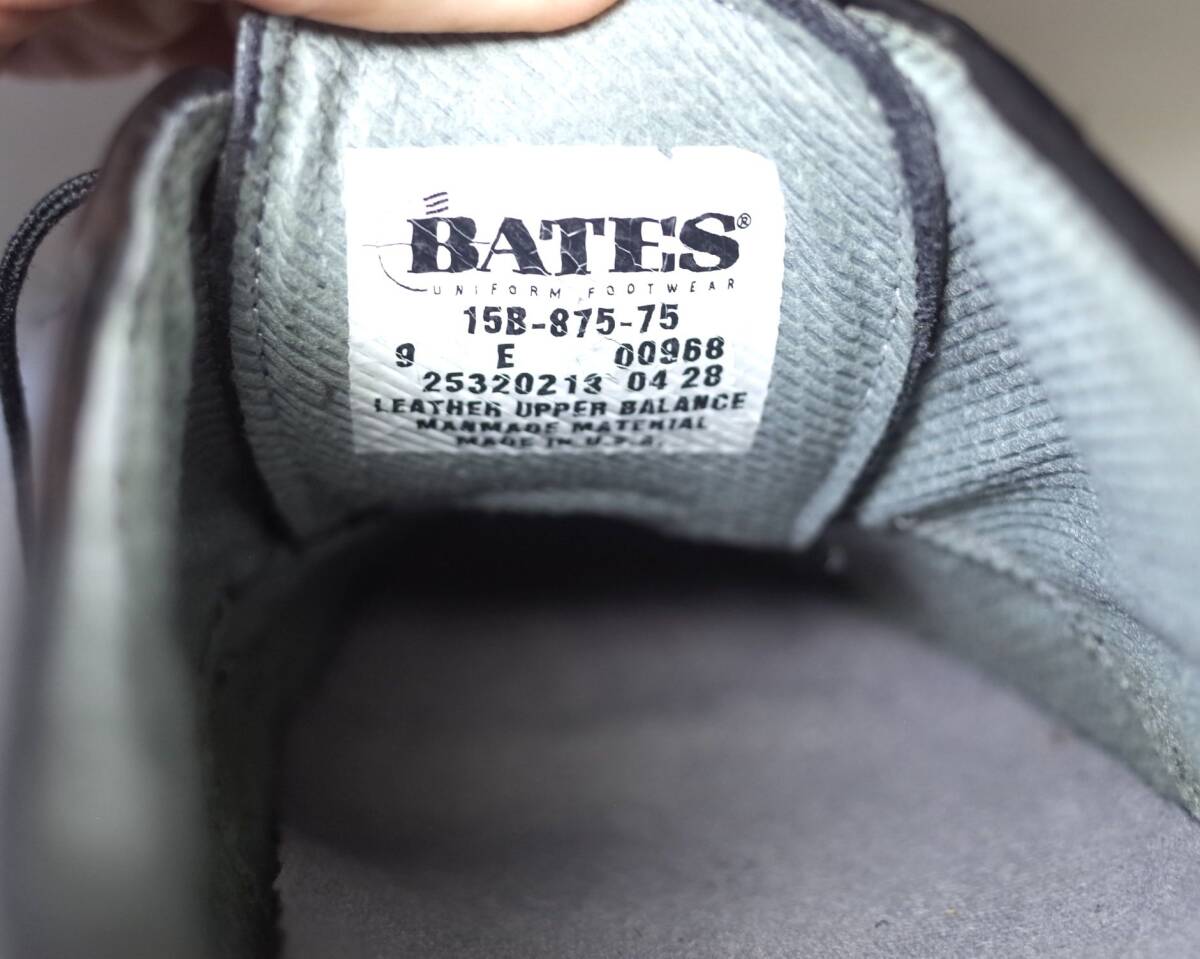 BATES®
UNIFORM FOOTWEAR
15B-875-75
9 E 00968
25320213 04 28
LEATHER UPPER BALANCE
MANMADE MATERIAL
MADE IN U.S.A.